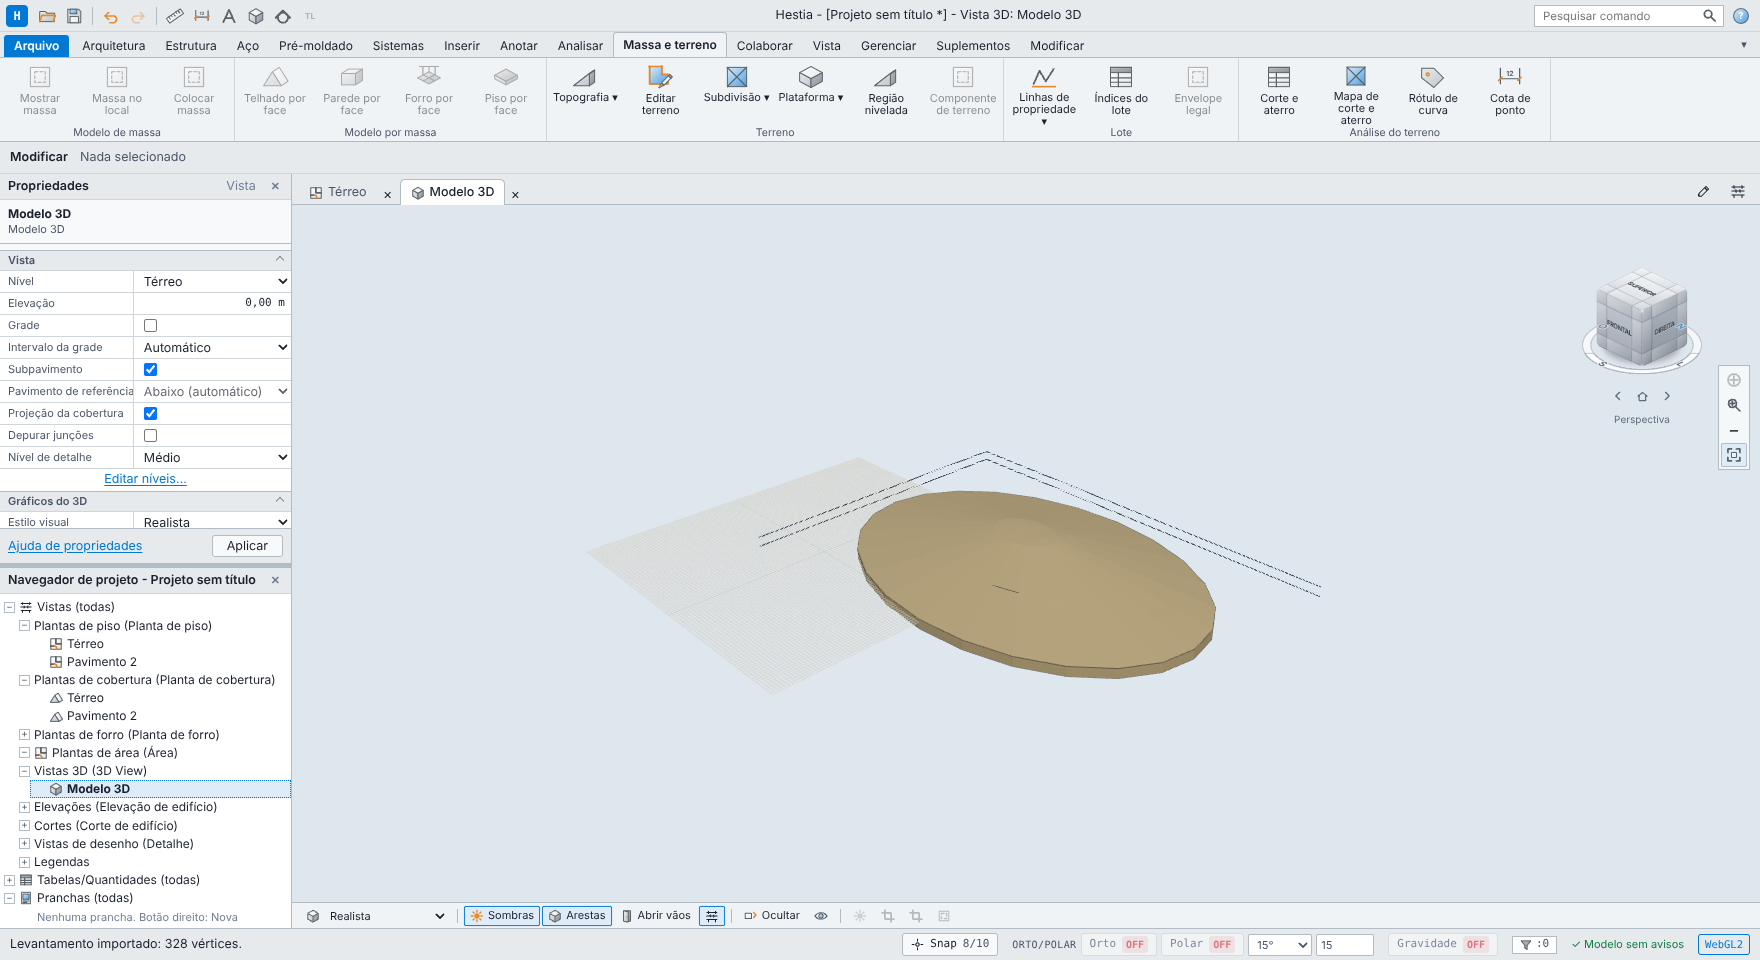 H
TL
Hestia - [Projeto sem título *] - Vista 3D: Modelo 3D
Pesquisar comando
?
Arquivo Arquitetura Estrutura Aço Pré-moldado Sistemas Inserir Anotar Analisar Massa e terreno Colaborar Vista Gerenciar Suplementos Modificar
Mostrar massa
Massa no local
Colocar massa
Modelo de massa
Telhado por face
Parede por face
Forro por face
Piso por face
Modelo por massa
Topografia ▾
Editar terreno
Subdivisão ▾
Plataforma ▾
Região nivelada
Componente de terreno
Terreno
Linhas de propriedade ▾
Índices do lote
Envelope legal
Lote
Corte e aterro
Mapa de corte e aterro
Rótulo de curva
Cota de ponto
Análise do terreno
Modificar Nada selecionado
Propriedades Vista ×
Modelo 3D
Modelo 3D
Vista
Nível Térreo
Elevação 0,00 m
Grade
Intervalo da grade Automático
Subpavimento
Pavimento de referência Abaixo (automático)
Projeção da cobertura
Depurar junções
Nível de detalhe Médio
Editar níveis...
Gráficos do 3D
Estilo visual Realista
Ajuda de propriedades Aplicar
Navegador de projeto - Projeto sem título ×
Vistas (todas)
Plantas de piso (Planta de piso)
Térreo
Pavimento 2
Plantas de cobertura (Planta de cobertura)
Térreo
Pavimento 2
Plantas de forro (Planta de forro)
Plantas de área (Área)
Vistas 3D (3D View)
Modelo 3D
Elevações (Elevação de edifício)
Cortes (Corte de edifício)
Vistas de desenho (Detalhe)
Legendas
Tabelas/Quantidades (todas)
Pranchas (todas)
Nenhuma prancha. Botão direito: Nova
Térreo × Modelo 3D ×
SUPERIOR
FRONTAL
DIREITA
Perspectiva
Realista Sombras Arestas Abrir vãos Ocultar
Levantamento importado: 328 vértices.
Snap 8/10 ORTO/POLAR Orto OFF Polar OFF 15° 15 Gravidade OFF :0 ✓ Modelo sem avisos WebGL2